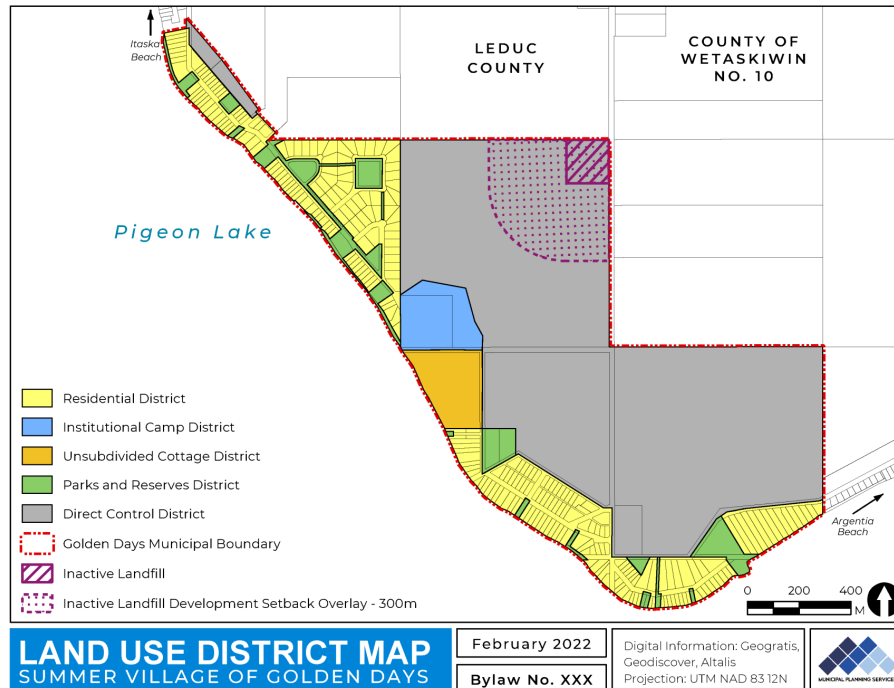 Itaska
Beach
LEDUC
COUNTY
COUNTY OF
WETASKIWIN
NO. 10
Pigeon Lake
Residential District
Institutional Camp District
Unsubdivided Cottage District
Parks and Reserves District
Direct Control District
Golden Days Municipal Boundary
Inactive Landfill
Inactive Landfill Development Setback Overlay - 300m
Argentia
Beach
0 200 400
M
LAND USE DISTRICT MAP
SUMMER VILLAGE OF GOLDEN DAYS
February 2022
Bylaw No. XXX
Digital Information: Geogratis,
Geodiscover, Altalis
Projection: UTM NAD 83 12N
MUNICIPAL PLANNING SERVICES